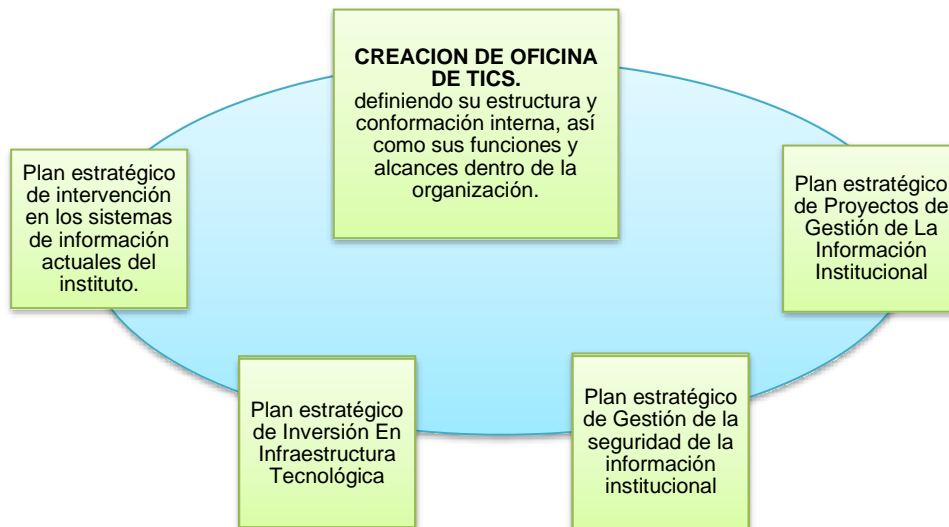 CREACION DE OFICINA
DE TICS.
definiendo su estructura y
conformación interna, así
como sus funciones y
alcances dentro de la
organización.
Plan estratégico
de intervención
en los sistemas
de información
actuales del
instituto.
Plan estratégico
de Proyectos de
Gestión de La
Información
Institucional
Plan estratégico
de Inversión En
Infraestructura
Tecnológica
Plan estratégico
de Gestión de la
seguridad de la
información
institucional